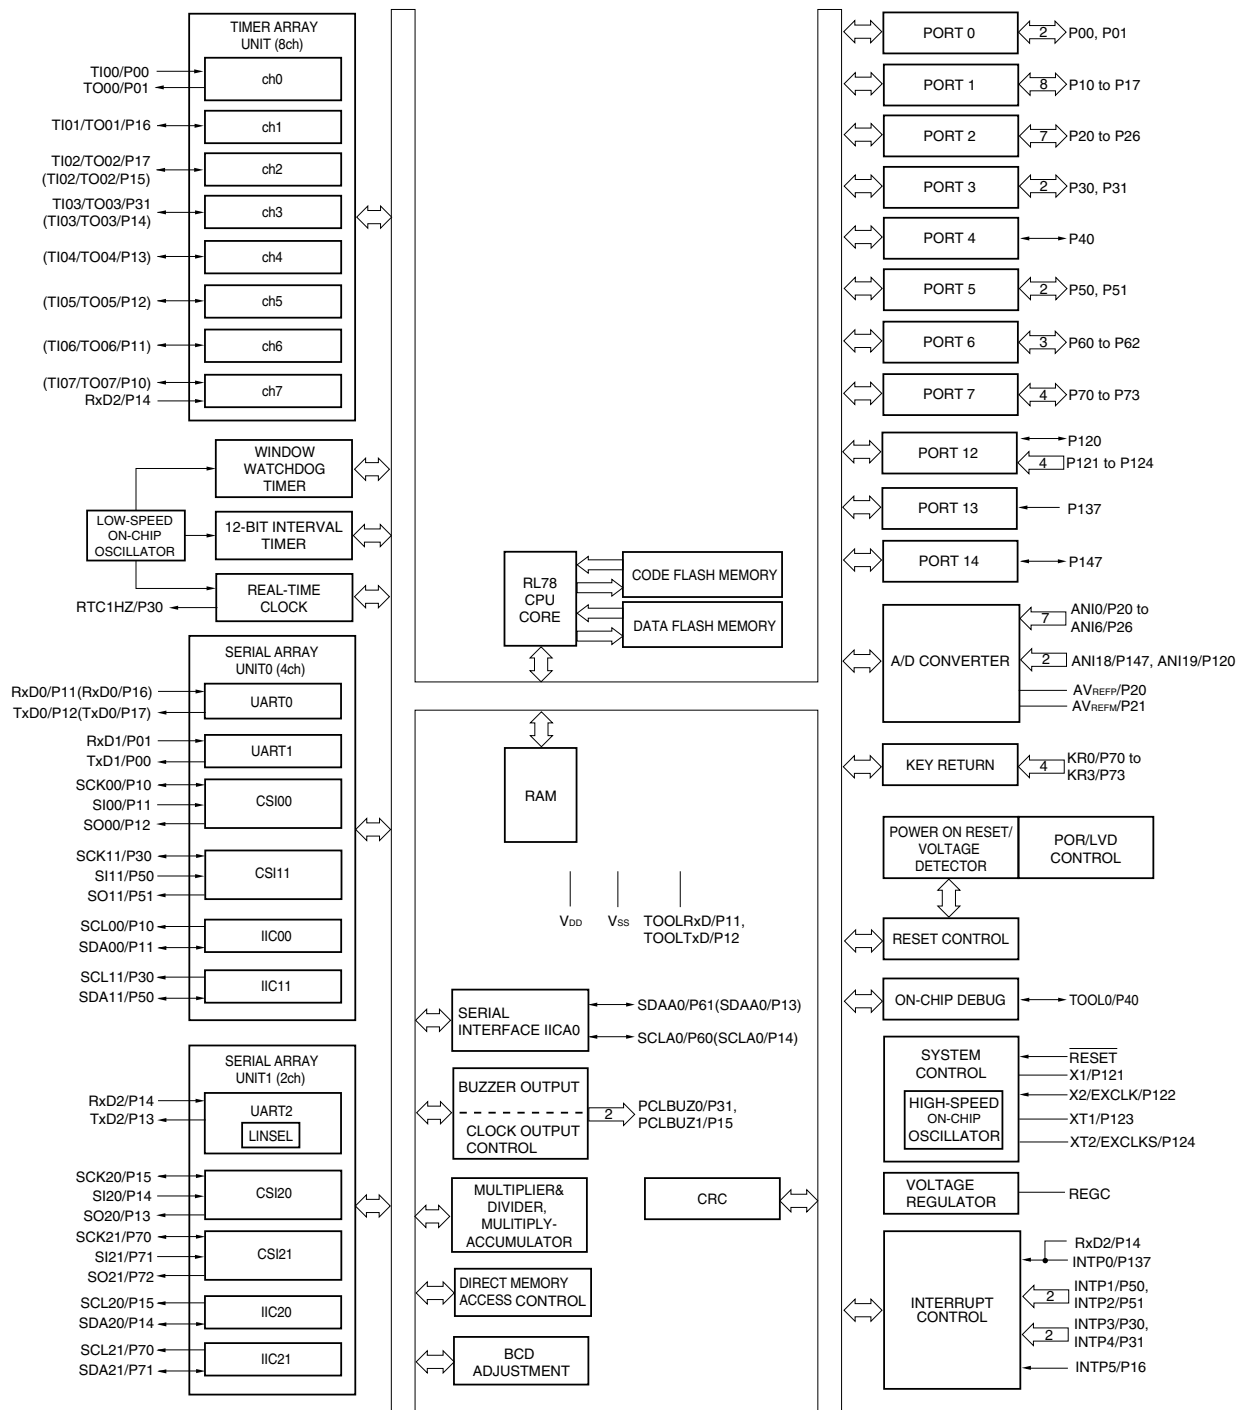 TIMER ARRAY
UNIT (8ch)
TI00/P00
TO00/P01
ch0
TI01/TO01/P16
ch1
TI02/TO02/P17
(TI02/TO02/P15)
ch2
TI03/TO03/P31
(TI03/TO03/P14)
ch3
(TI04/TO04/P13)
ch4
(TI05/TO05/P12)
ch5
(TI06/TO06/P11)
ch6
(TI07/TO07/P10)
RxD2/P14
ch7
WINDOW
WATCHDOG
TIMER
LOW-SPEED
ON-CHIP
OSCILLATOR
12-BIT INTERVAL
TIMER
REAL-TIME
CLOCK
RTC1HZ/P30
SERIAL ARRAY
UNIT0 (4ch)
RxD0/P11(RxD0/P16)
TxD0/P12(TxD0/P17)
UART0
RxD1/P01
TxD1/P00
UART1
SCK00/P10
SI00/P11
SO00/P12
CSI00
SCK11/P30
SI11/P50
SO11/P51
CSI11
SCL00/P10
SDA00/P11
IIC00
SCL11/P30
SDA11/P50
IIC11
SERIAL ARRAY
UNIT1 (2ch)
RxD2/P14
TxD2/P13
UART2
LINSEL
SCK20/P15
SI20/P14
SO20/P13
CSI20
SCK21/P70
SI21/P71
SO21/P72
CSI21
SCL20/P15
SDA20/P14
IIC20
SCL21/P70
SDA21/P71
IIC21
RL78
CPU
CORE
CODE FLASH MEMORY
DATA FLASH MEMORY
RAM
VDD
VSS
TOOLRxD/P11,
TOOLTxD/P12
SERIAL
INTERFACE IICA0
SDAA0/P61(SDAA0/P13)
SCLA0/P60(SCLA0/P14)
BUZZER OUTPUT
CLOCK OUTPUT
CONTROL
2
PCLBUZ0/P31,
PCLBUZ1/P15
MULTIPLIER&
DIVIDER,
MULITIPLY-
ACCUMULATOR
CRC
DIRECT MEMORY
ACCESS CONTROL
BCD
ADJUSTMENT
PORT 0
2
P00, P01
PORT 1
8
P10 to P17
PORT 2
7
P20 to P26
PORT 3
2
P30, P31
PORT 4
P40
PORT 5
2
P50, P51
PORT 6
3
P60 to P62
PORT 7
4
P70 to P73
PORT 12
P120
4
P121 to P124
PORT 13
P137
PORT 14
P147
A/D CONVERTER
7
ANI0/P20 to
ANI6/P26
2
ANI18/P147, ANI19/P120
AVREFP/P20
AVREFM/P21
KEY RETURN
4
KR0/P70 to
KR3/P73
POWER ON RESET/
VOLTAGE
DETECTOR
POR/LVD
CONTROL
RESET CONTROL
ON-CHIP DEBUG
TOOL0/P40
SYSTEM
CONTROL
HIGH-SPEED
ON-CHIP
OSCILLATOR
RESET
X1/P121
X2/EXCLK/P122
XT1/P123
XT2/EXCLKS/P124
VOLTAGE
REGULATOR
REGC
INTERRUPT
CONTROL
RxD2/P14
INTP0/P137
2
INTP1/P50,
INTP2/P51
2
INTP3/P30,
INTP4/P31
INTP5/P16